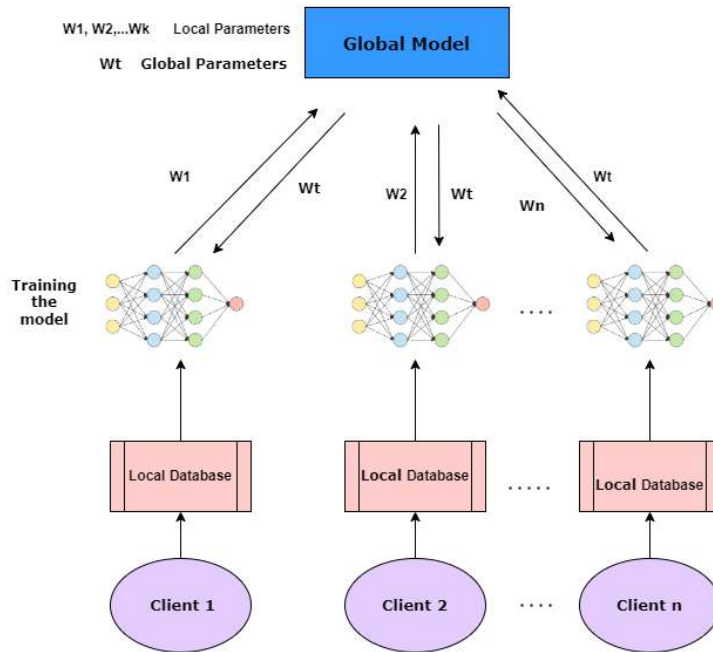 W1, W2,...Wk Local Parameters
Global Model
Wt Global Parameters
W1
Wt
W2
Wt
Wn
Wt
Training
the
model
....
Local Database
Local Database
.....
Local Database
Client 1
Client 2
....
Client n